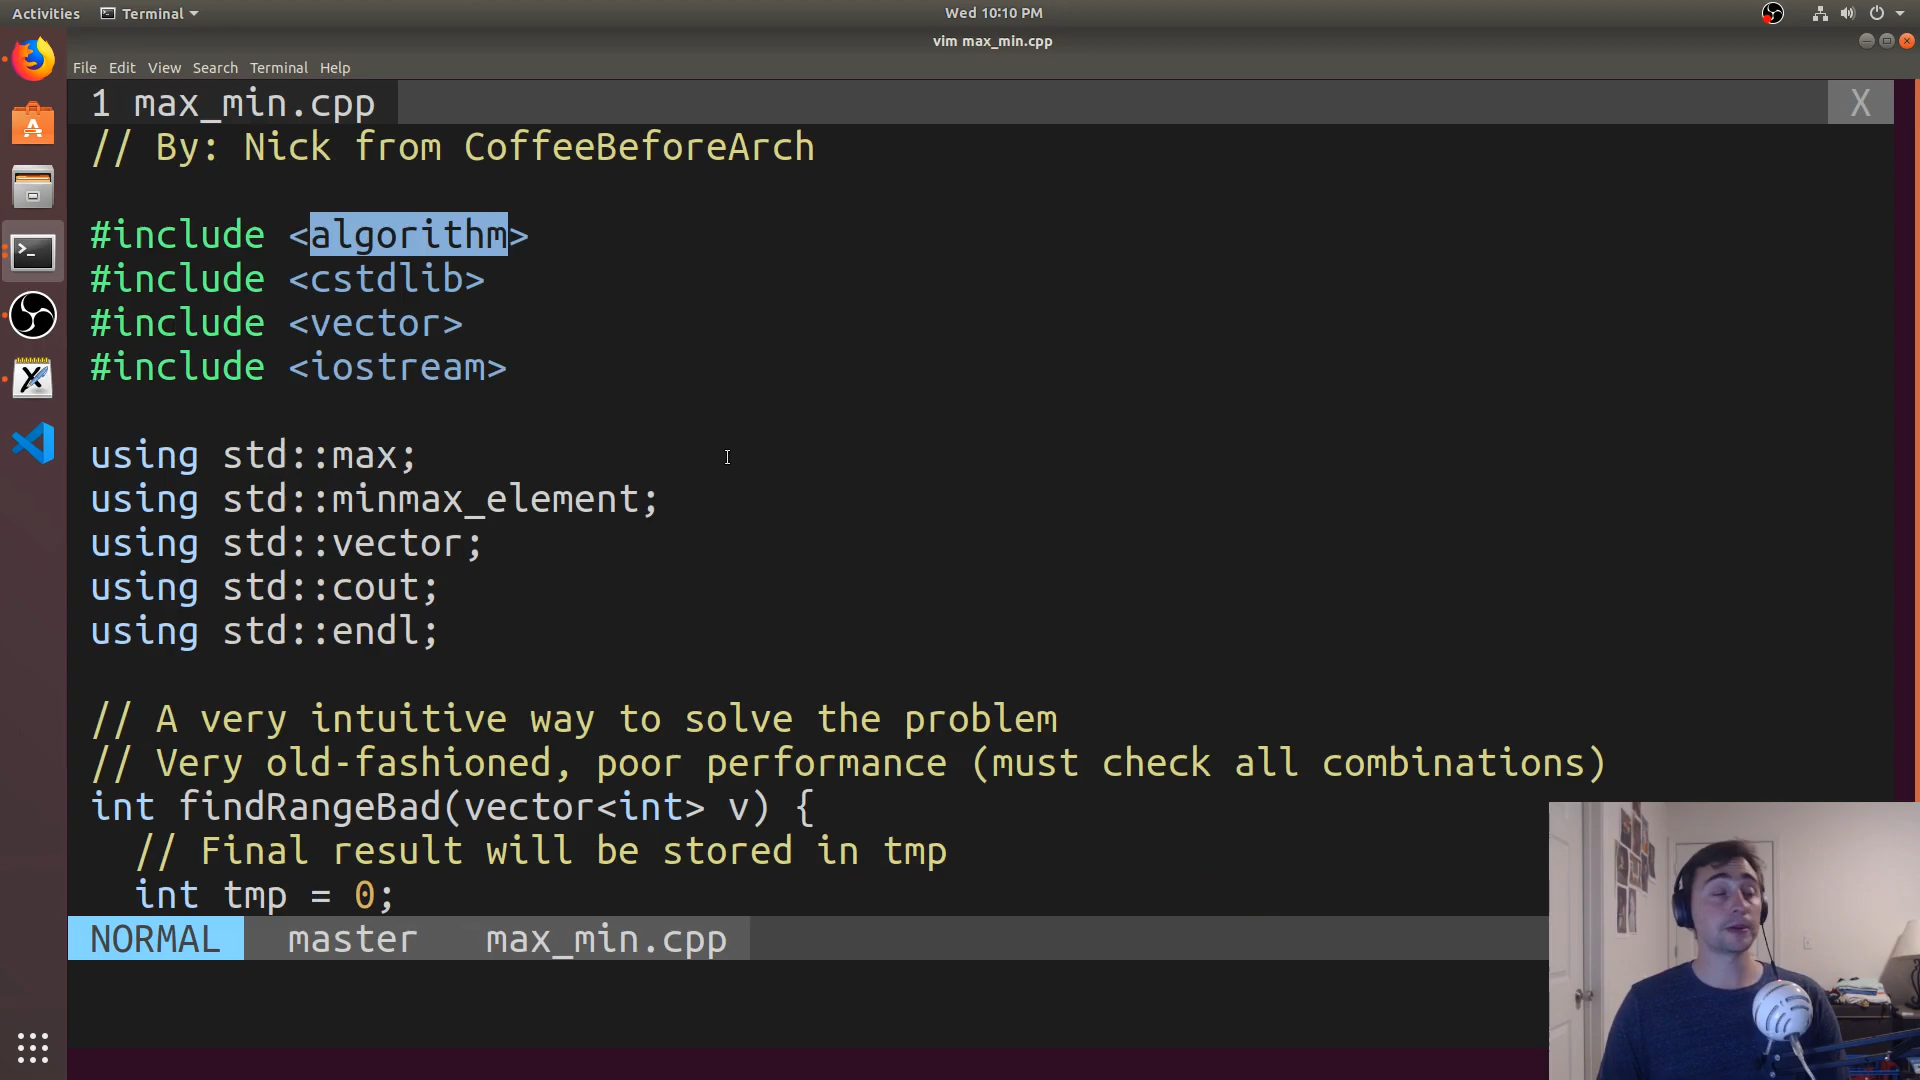 Activities Terminal Wed 10:10 PM
vim max_min.cpp
File Edit View Search Terminal Help
1 max_min.cpp X
// By: Nick from CoffeeBeforeArch
#include <algorithm>
#include <cstdlib>
#include <vector>
#include <iostream>
using std::max;
using std::minmax_element;
using std::vector;
using std::cout;
using std::endl;
// A very intuitive way to solve the problem
// Very old-fashioned, poor performance (must check all combinations)
int findRangeBad(vector<int> v) {
// Final result will be stored in tmp
int tmp = 0;
NORMAL master max_min.cpp